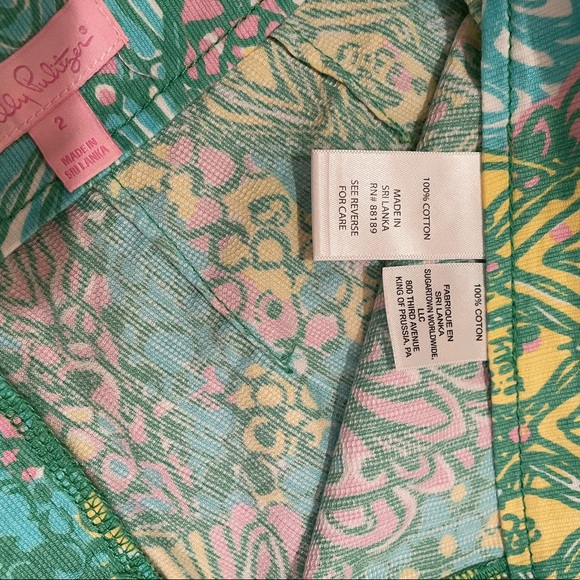 lly Pulitzer®
2
MADE IN
SRI LANKA
100% COTTON
MADE IN
SRI LANKA
RN# 88189
SEE REVERSE
FOR CARE
100% COTON
FABRIQUE EN
SRI LANKA
SUGARTOWN WORLDWIDE,
LLC
800 THIRD AVENUE,
KING OF PRUSSIA, PA